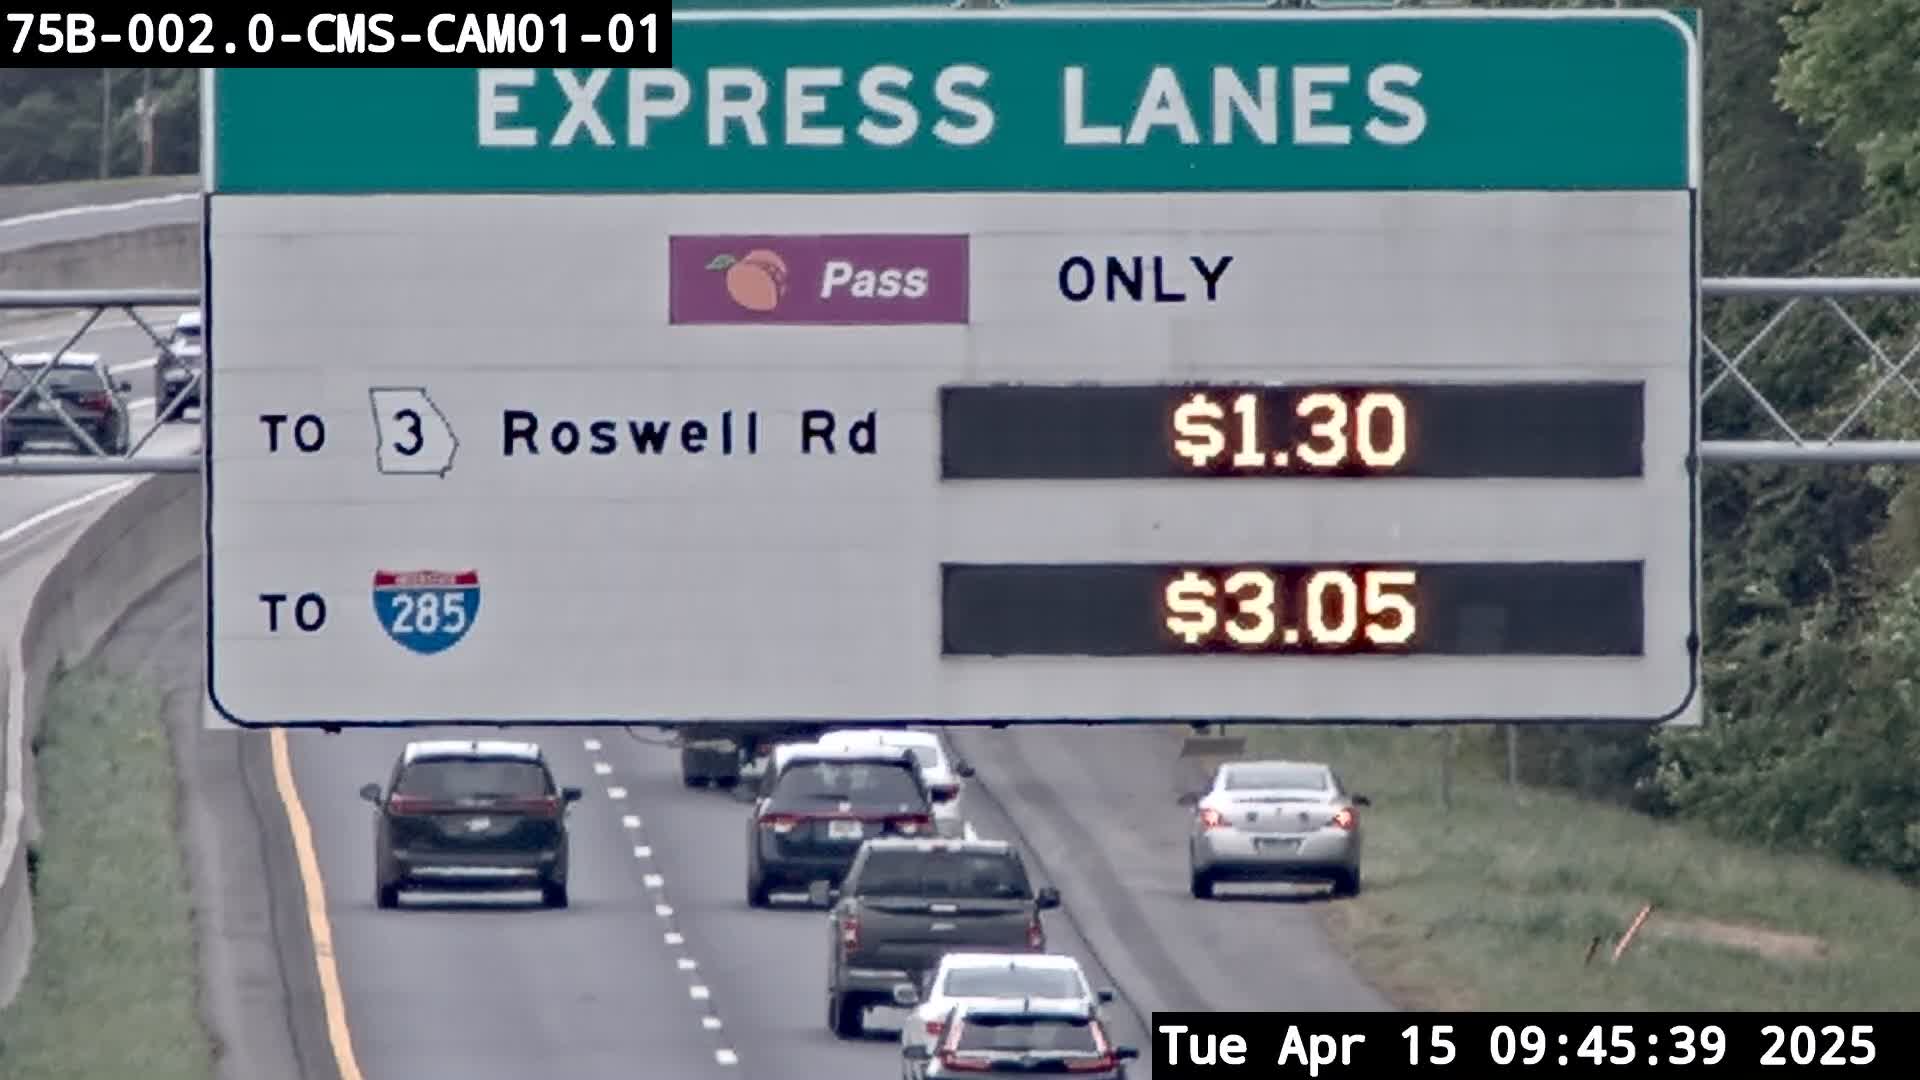 75B-002.0-CMS-CAM01-01
EXPRESS LANES
Pass ONLY
TO 3 Roswell Rd $1.30
INTERSTATE
TO 285 $3.05
Tue Apr 15 09:45:39 2025